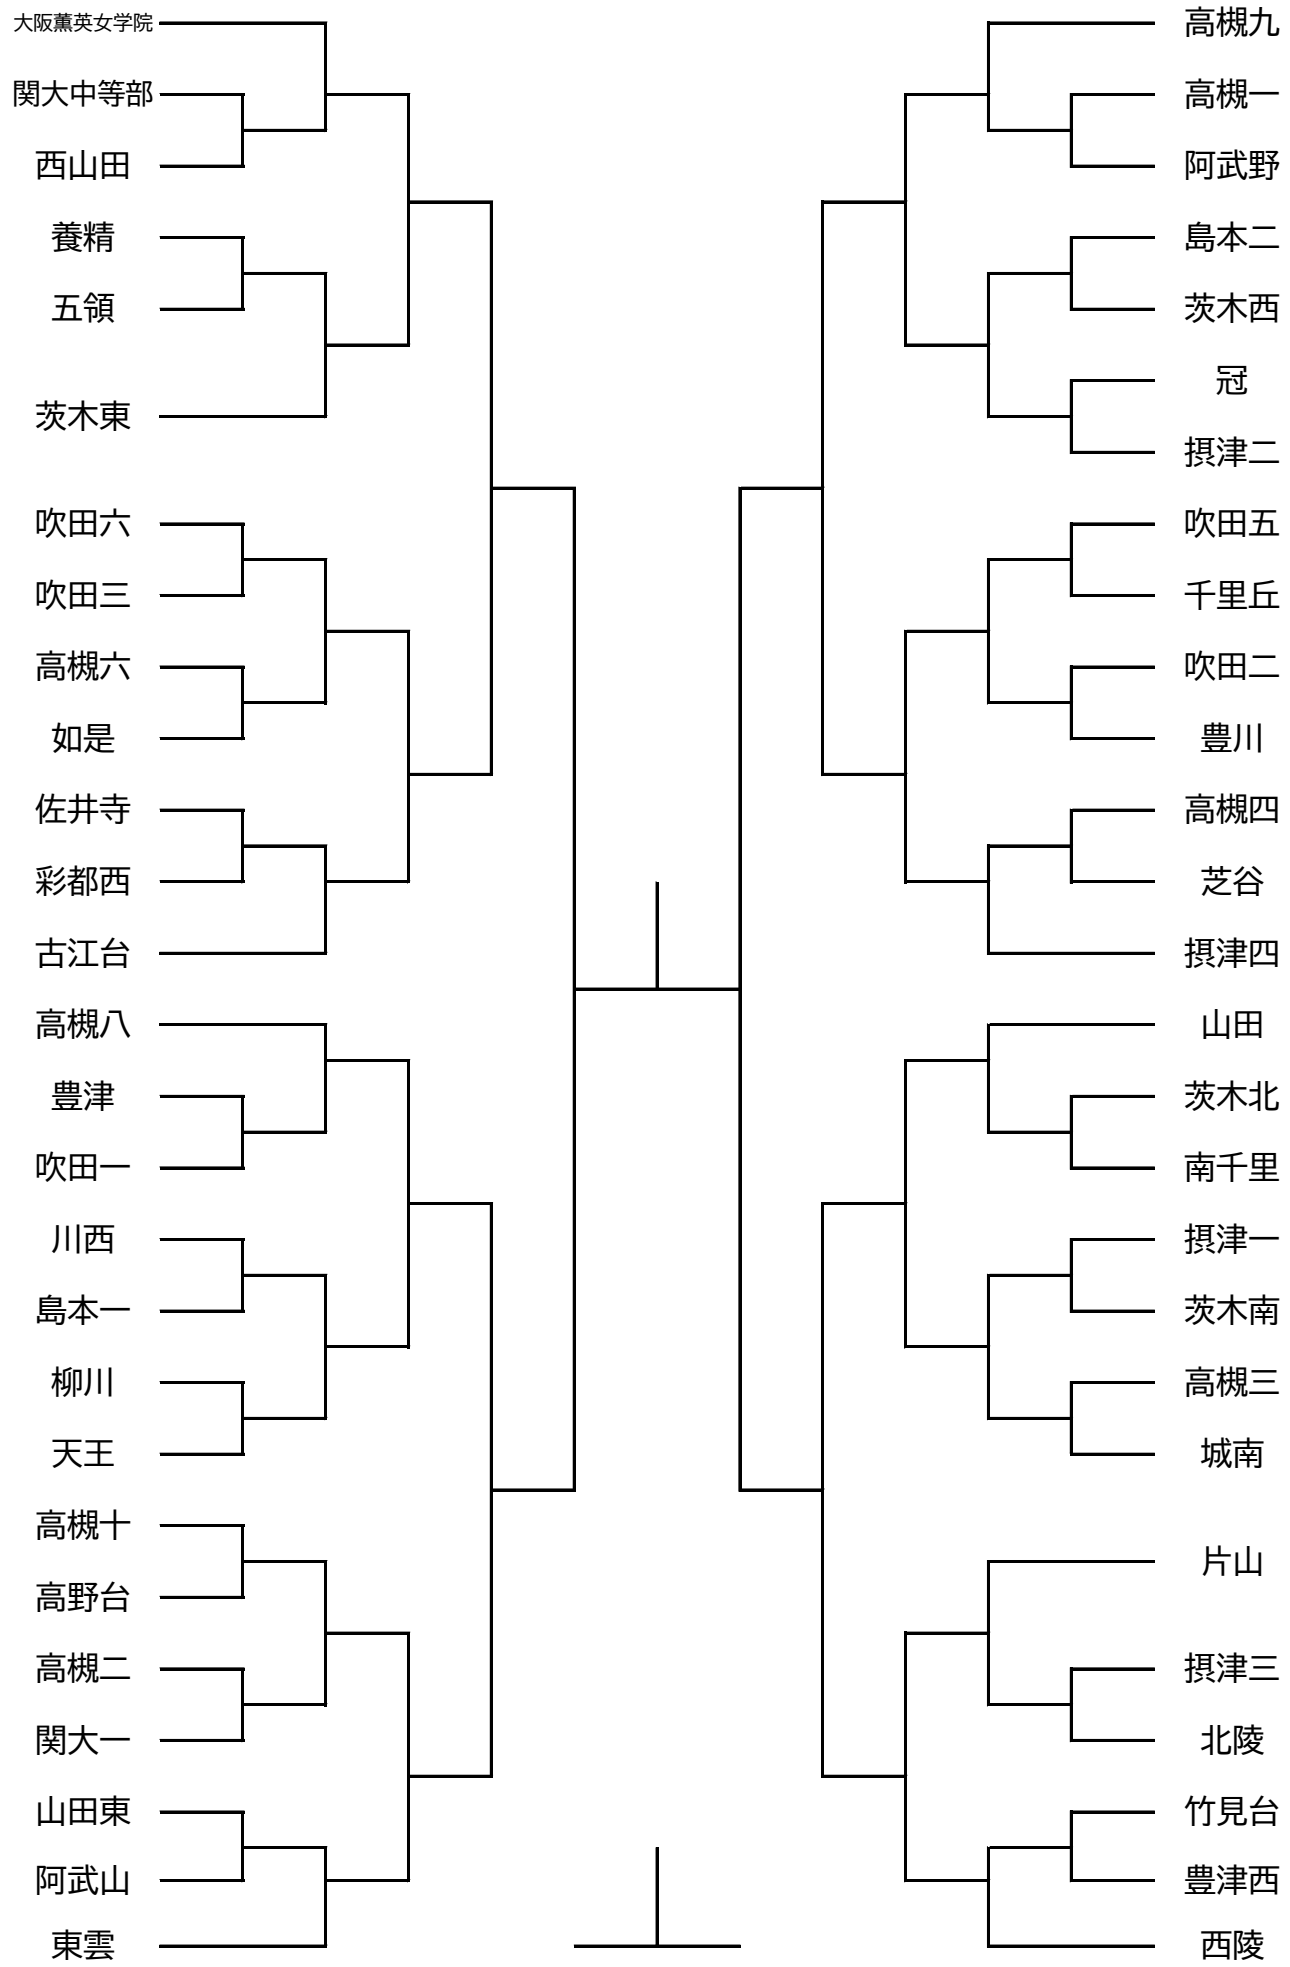 大阪薫英女学院
関大中等部
西山田
養精
五領
茨木東
吹田六
吹田三
高槻六
如是
佐井寺
彩都西
古江台
高槻八
豊津
吹田一
川西
島本一
柳川
天王
高槻十
高野台
高槻二
関大一
山田東
阿武山
東雲
高槻九
高槻一
阿武野
島本二
茨木西
冠
摂津二
吹田五
千里丘
吹田二
豊川
高槻四
芝谷
摂津四
山田
茨木北
南千里
摂津一
茨木南
高槻三
城南
片山
摂津三
北陵
竹見台
豊津西
西陵